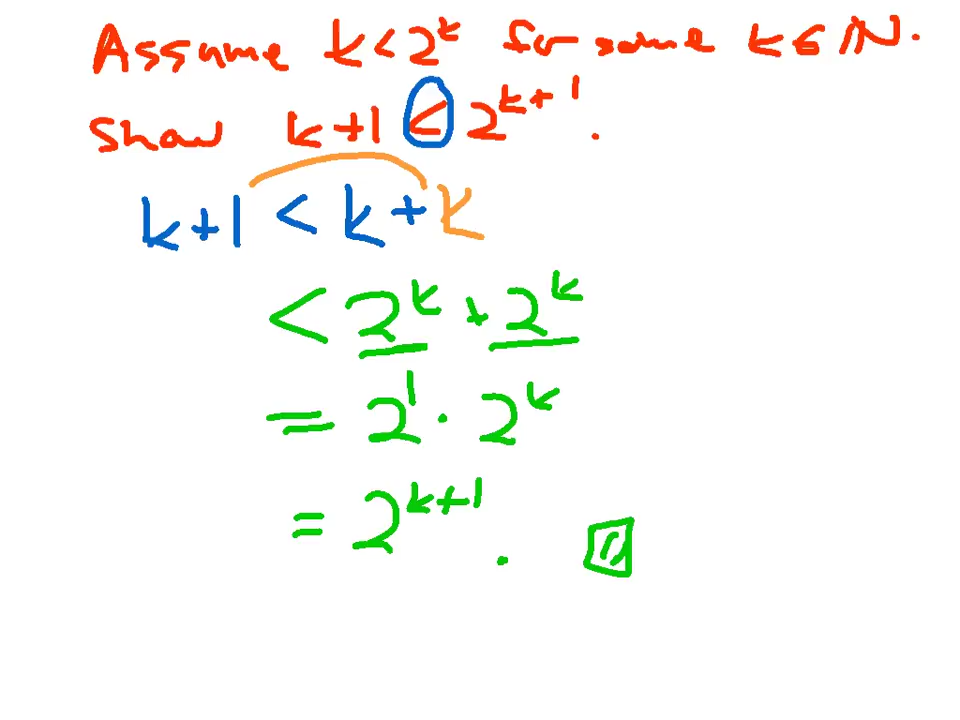 Assume k < 2^k for some k ∈ ℕ.
Show k+1 < 2^{k+1}.
k+1 < k+k
< 2^k + 2^k
= 2^1 · 2^k
= 2^{k+1}.